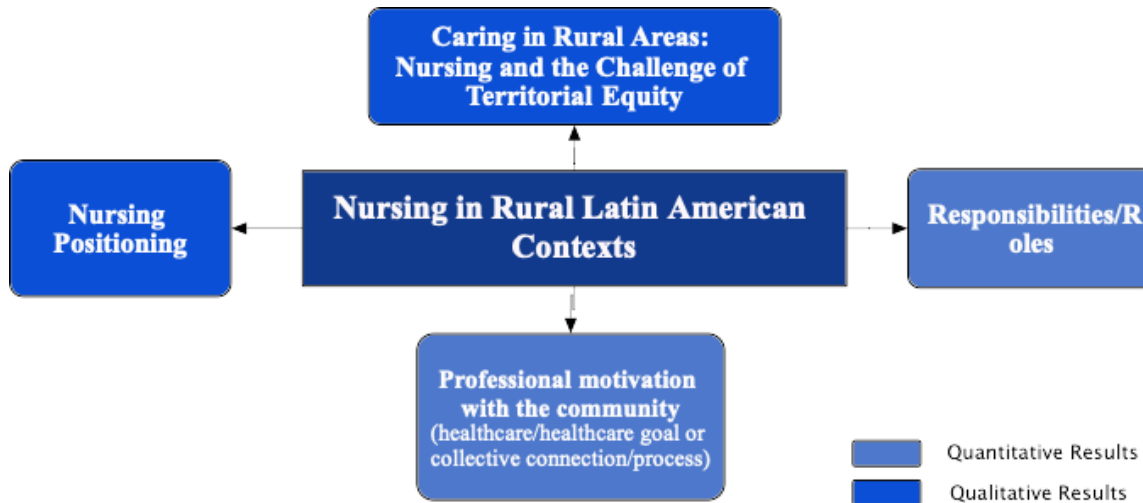 Caring in Rural Areas:
Nursing and the Challenge of
Territorial Equity
Nursing
Positioning
Nursing in Rural Latin American
Contexts
Responsibilities/R
oles
Professional motivation
with the community
(healthcare/healthcare goal or
collective connection/process)
Quantitative Results
Qualitative Results